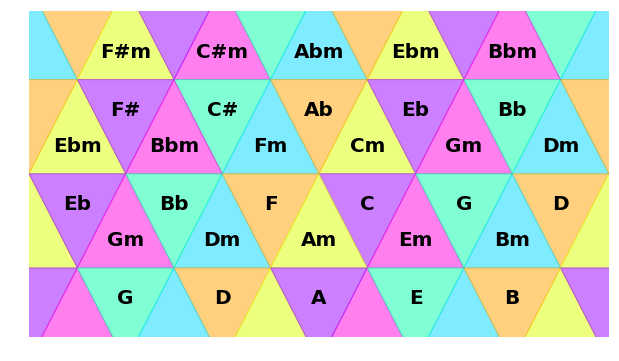 F#m C#m Abm Ebm Bbm
F# C# Ab Eb Bb
Ebm Bbm Fm Cm Gm Dm
Eb Bb F C G D
Gm Dm Am Em Bm
G D A E B